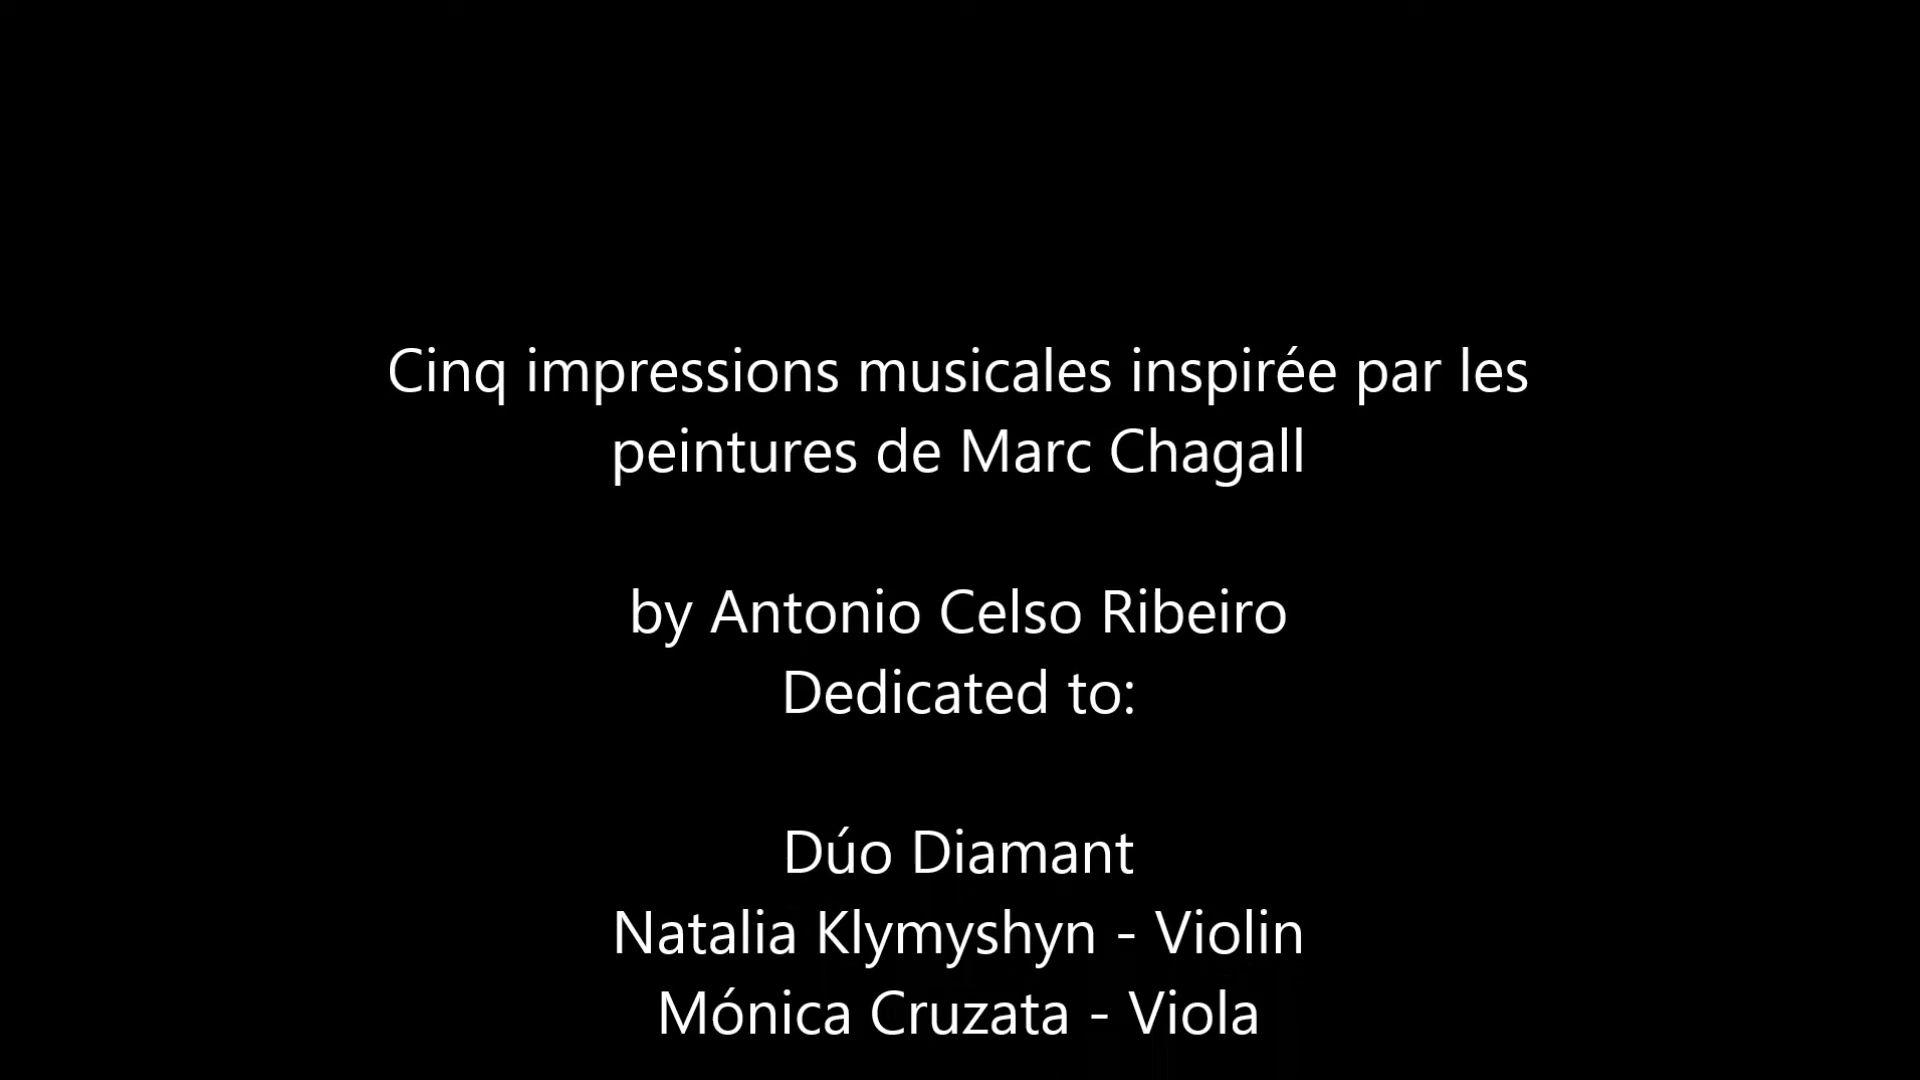 Cinq impressions musicales inspirée par les
peintures de Marc Chagall
by Antonio Celso Ribeiro
Dedicated to:
Dúo Diamant
Natalia Klymyshyn - Violin
Mónica Cruzata - Viola